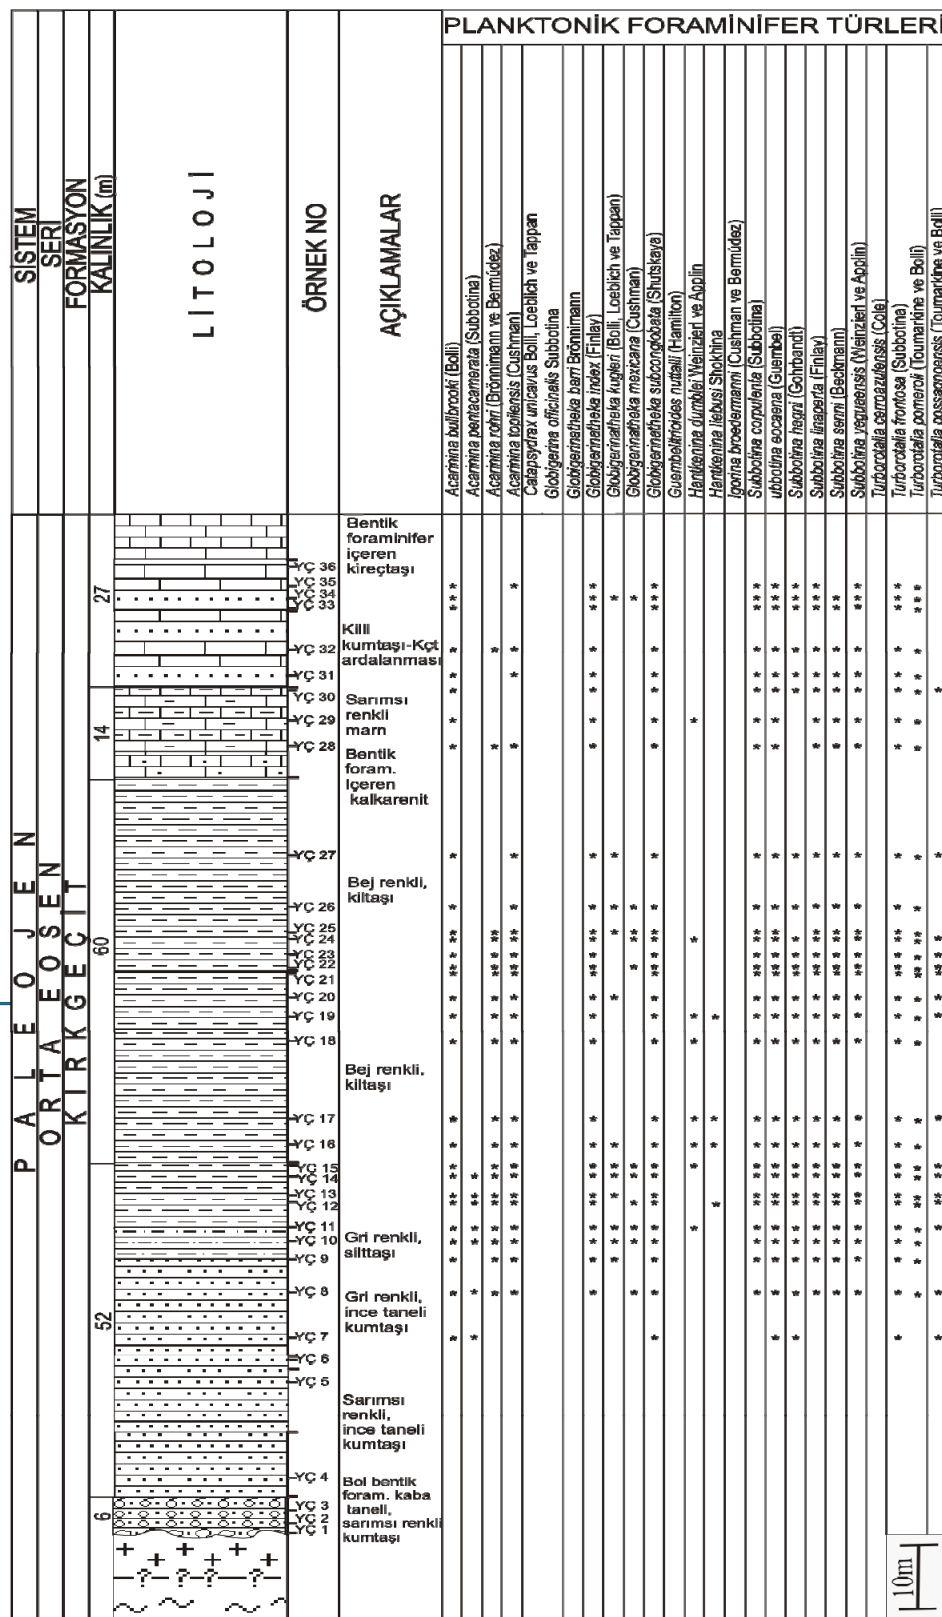 PLANKTONİK FORAMİNİFER TÜRLERİ
SİSTEM
SERİ
FORMASYON
KALINLIK (m)
LİTOLOJİ
ÖRNEK NO
AÇIKLAMALAR
Acarinina bullbrooki (Bolli)
Acarinina pentacamerata (Subbotina)
Acarinina rohri (Brönnimann ve Bermúdez)
Acarinina topilensis (Cushman)
Catapsydrax unicavus Bolli, Loeblich ve Tappan
Globigerina officinalis Subbotina
Globigerinatheka barri Brönnimann
Globigerinatheka index (Finlay)
Globigerinatheka kugleri (Bolli, Loeblich ve Tappan)
Globigerinatheka mexicana (Cushman)
Globigerinatheka subconglobata (Shutskaya)
Guembelitrioides nuttalli (Hamilton)
Hantkenina dumblei Weinzierl ve Applin
Hantkenina liebusi Shokhina
Igorina broedermanni (Cushman ve Bermúdez)
Subbotina corpulenta (Subbotina)
ubbotina eocaena (Guembel)
Subbotina hagni (Gohrbandt)
Subbotina linaperta (Finlay)
Subbotina senni (Beckmann)
Subbotina yeguaensis (Weinzierl ve Applin)
Turborotalia cerroazulensis (Cole)
Turborotalia frontosa (Subbotina)
Turborotalia pomeroli (Toumarkine ve Bolli)
Turborotalia possagnoensis (Toumarkine ve Bolli)
PALEOJEN
ORTA EOSEN
KIRKGEÇİT
27
14
60
52
6
Bentik
foraminifer
içeren
kireçtaşı
YÇ 36
YÇ 35
YÇ 34
YÇ 33
Killi
kumtaşı-Kçt
ardalanması
YÇ 32
YÇ 31
YÇ 30
Sarımsı
renkli
marn
YÇ 29
YÇ 28
Bentik
foram.
içeren
kalkarenit
YÇ 27
Bej renkli,
kiltaşı
YÇ 26
YÇ 25
YÇ 24
YÇ 23
YÇ 22
YÇ 21
YÇ 20
YÇ 19
YÇ 18
Bej renkli,
kiltaşı
YÇ 17
YÇ 16
YÇ 15
YÇ 14
YÇ 13
YÇ 12
YÇ 11
YÇ 10
Gri renkli,
silttaşı
YÇ 9
YÇ 8
Gri renkli,
ince taneli
kumtaşı
YÇ 7
YÇ 6
YÇ 5
Sarımsı
renkli,
ince taneli
kumtaşı
YÇ 4
Bol bentik
foram. kaba
taneli,
sarımsı renkli
kumtaşı
YÇ 3
YÇ 2
YÇ 1
10m